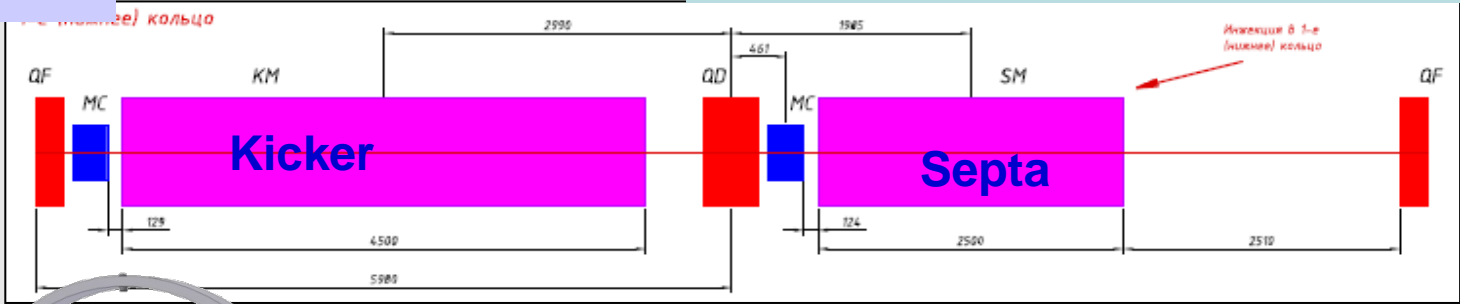 кольцо
2990
1985
461
Инжекция в 1-е
(нижнее) кольцо
QF
KM
QD
SM
QF
MC
MC
Kicker
Septa
129
124
4500
2500
2510
5980